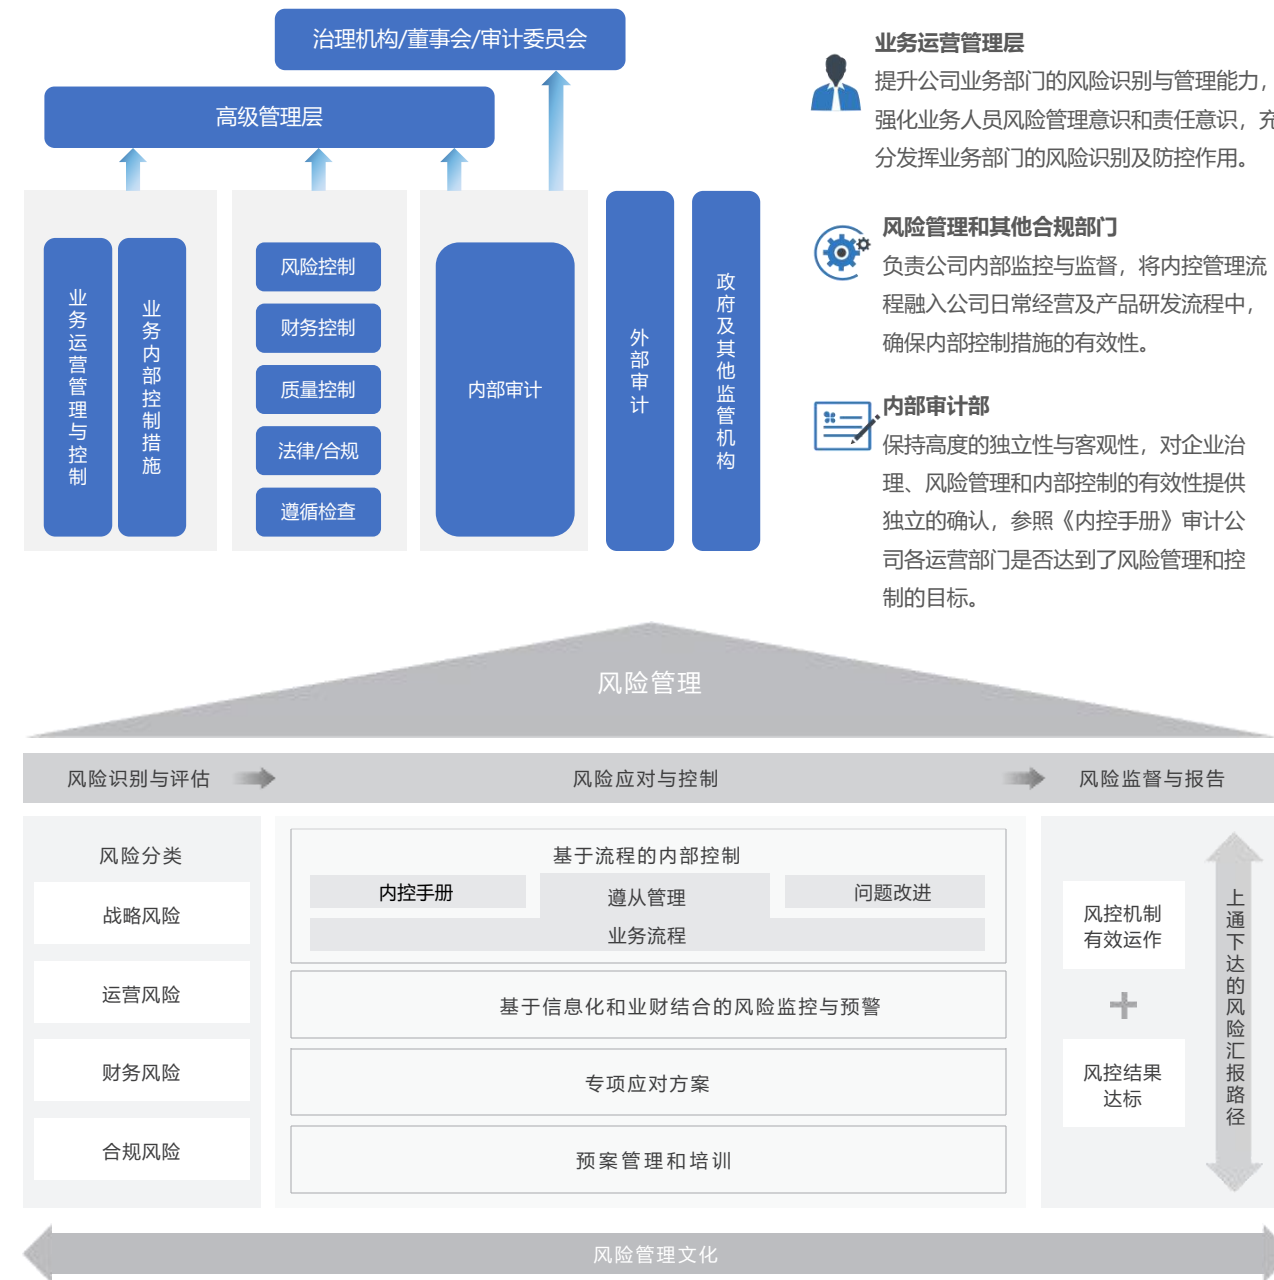 治理机构/董事会/审计委员会
高级管理层
业务运营管理与控制
业务内部控制措施
风险控制
财务控制
质量控制
法律/合规
遵循检查
内部审计
外部审计
政府及其他监管机构
业务运营管理层
提升公司业务部门的风险识别与管理能力，
强化业务人员风险管理意识和责任意识，充
分发挥业务部门的风险识别及防控作用。
风险管理和其他合规部门
负责公司内部监控与监督，将内控管理流
程融入公司日常经营及产品研发流程中，
确保内部控制措施的有效性。
内部审计部
保持高度的独立性与客观性，对企业治
理、风险管理和内部控制的有效性提供
独立的确认，参照《内控手册》审计公
司各运营部门是否达到了风险管理和控
制的目标。
风险管理
风险识别与评估
风险应对与控制
风险监督与报告
风险分类
战略风险
运营风险
财务风险
合规风险
基于流程的内部控制
内控手册
遵从管理
问题改进
业务流程
基于信息化和业财结合的风险监控与预警
专项应对方案
预案管理和培训
风控机制
有效运作
风控结果
达标
上通下达的风险汇报路径
风险管理文化